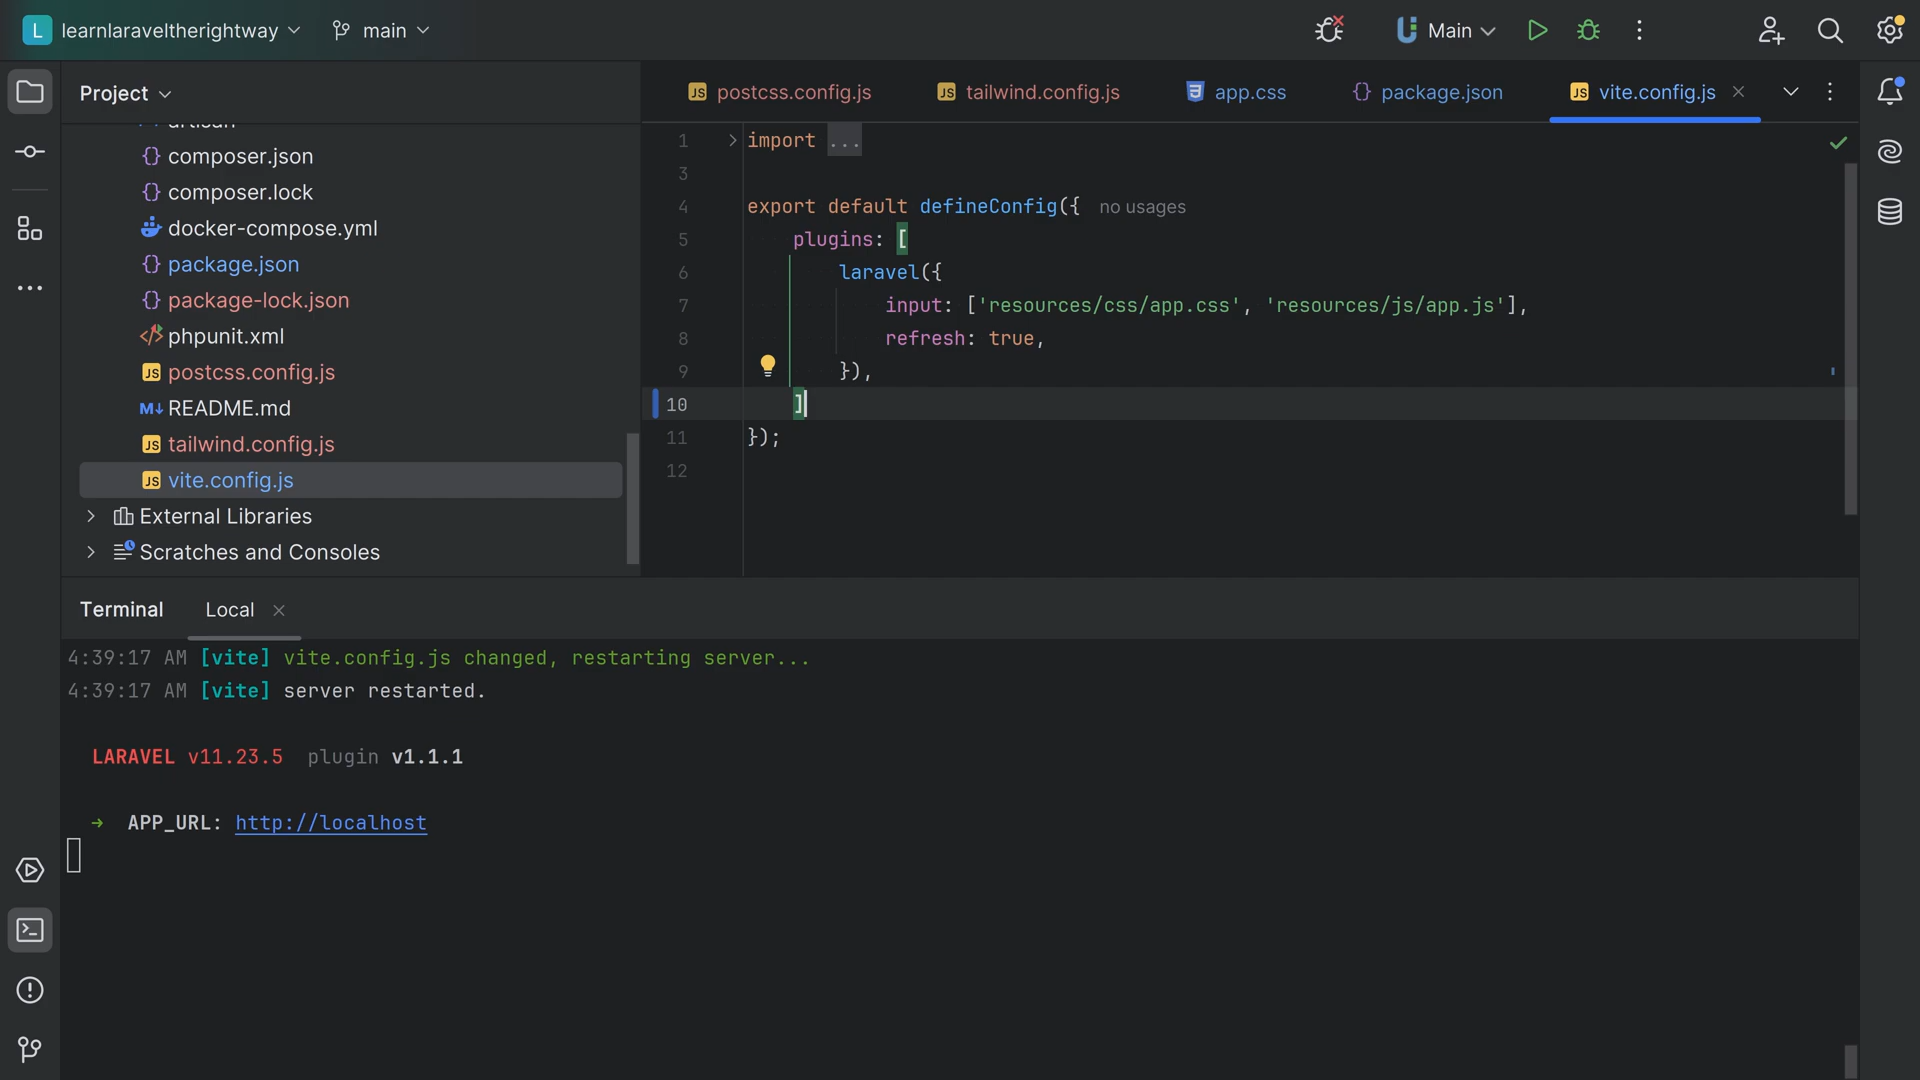 L learnlaraveltherightway main
Main
Project
artisan
composer.json
composer.lock
docker-compose.yml
package.json
package-lock.json
phpunit.xml
postcss.config.js
README.md
tailwind.config.js
vite.config.js
External Libraries
Scratches and Consoles
postcss.config.js tailwind.config.js app.css package.json vite.config.js
1 import ...
3
4 export default defineConfig({ no usages
5 plugins: [
6 laravel({
7 input: ['resources/css/app.css', 'resources/js/app.js'],
8 refresh: true,
9 }),
10 ]
11 });
12
Terminal Local
4:39:17 AM [vite] vite.config.js changed, restarting server...
4:39:17 AM [vite] server restarted.
LARAVEL v11.23.5 plugin v1.1.1
➜ APP_URL: http://localhost